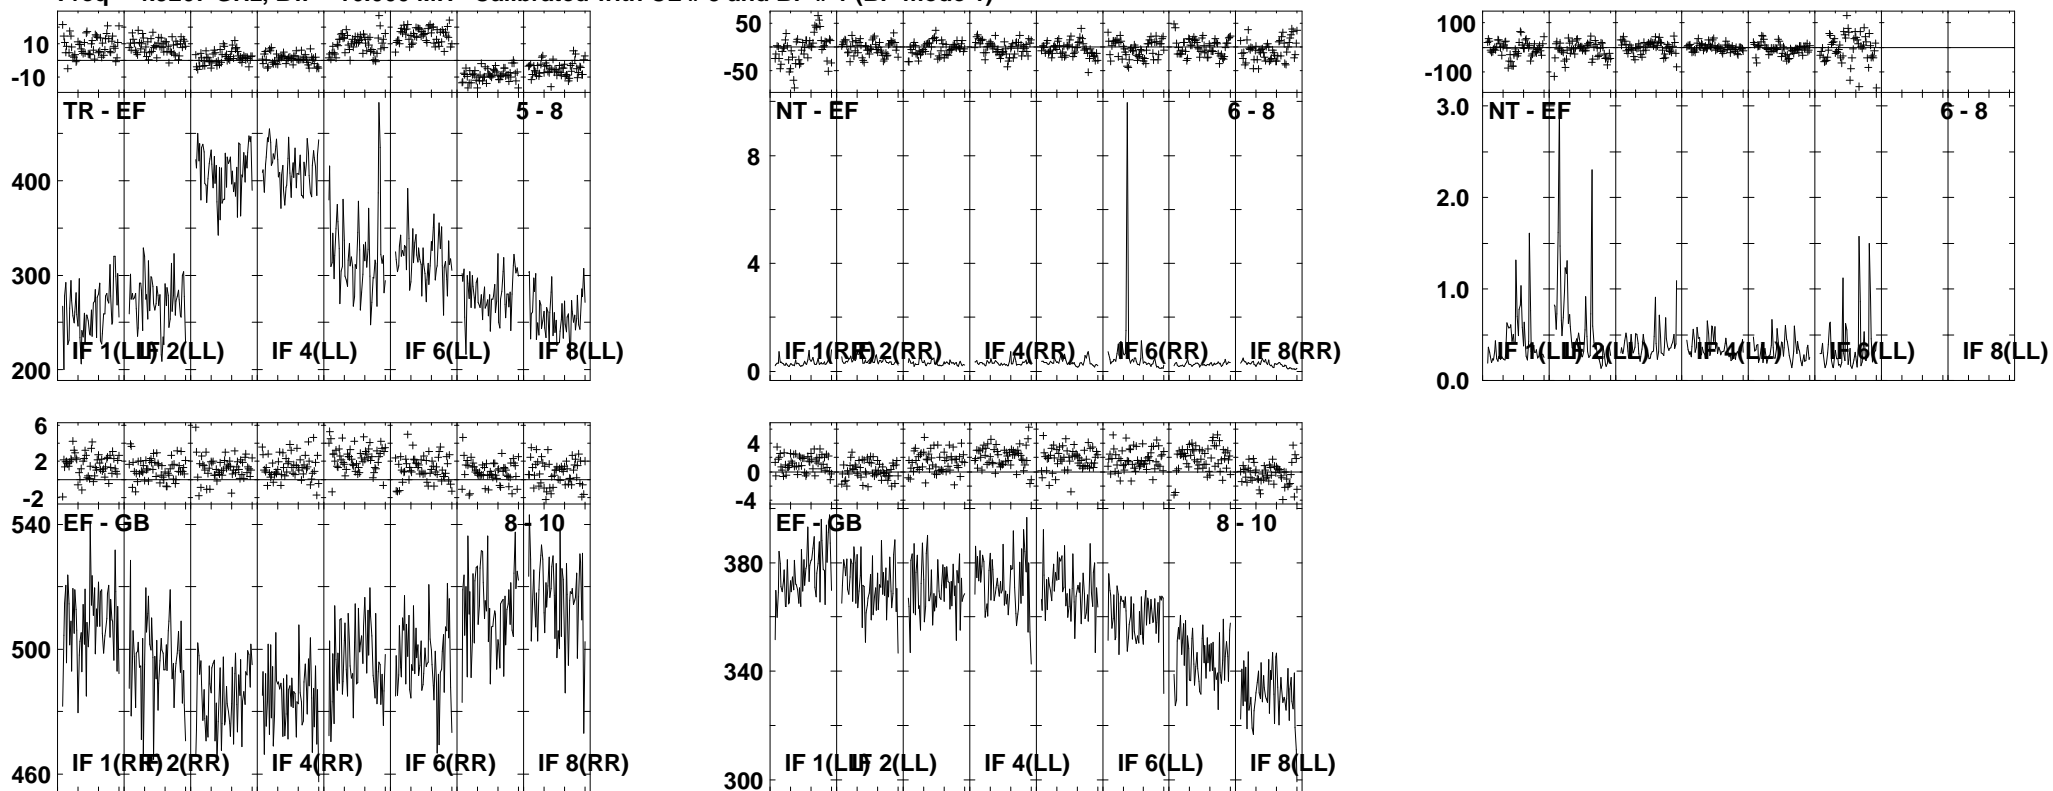 10
-10
TR - EF
5 - 8
400
300
200
IF 1(LL)
IF 2(LL)
IF 4(LL)
IF 6(LL)
IF 8(LL)
50
-50
NT - EF
6 - 8
8
4
0
IF 1(RR)
IF 2(RR)
IF 4(RR)
IF 6(RR)
IF 8(RR)
100
-100
NT - EF
6 - 8
3.0
2.0
1.0
0.0
IF 1(LL)
IF 2(LL)
IF 4(LL)
IF 6(LL)
IF 8(LL)
6
2
-2
EF - GB
8 - 10
540
500
460
IF 1(RR)
IF 2(RR)
IF 4(RR)
IF 6(RR)
IF 8(RR)
4
0
-4
EF - GB
8 - 10
380
340
300
IF 1(LL)
IF 2(LL)
IF 4(LL)
IF 6(LL)
IF 8(LL)